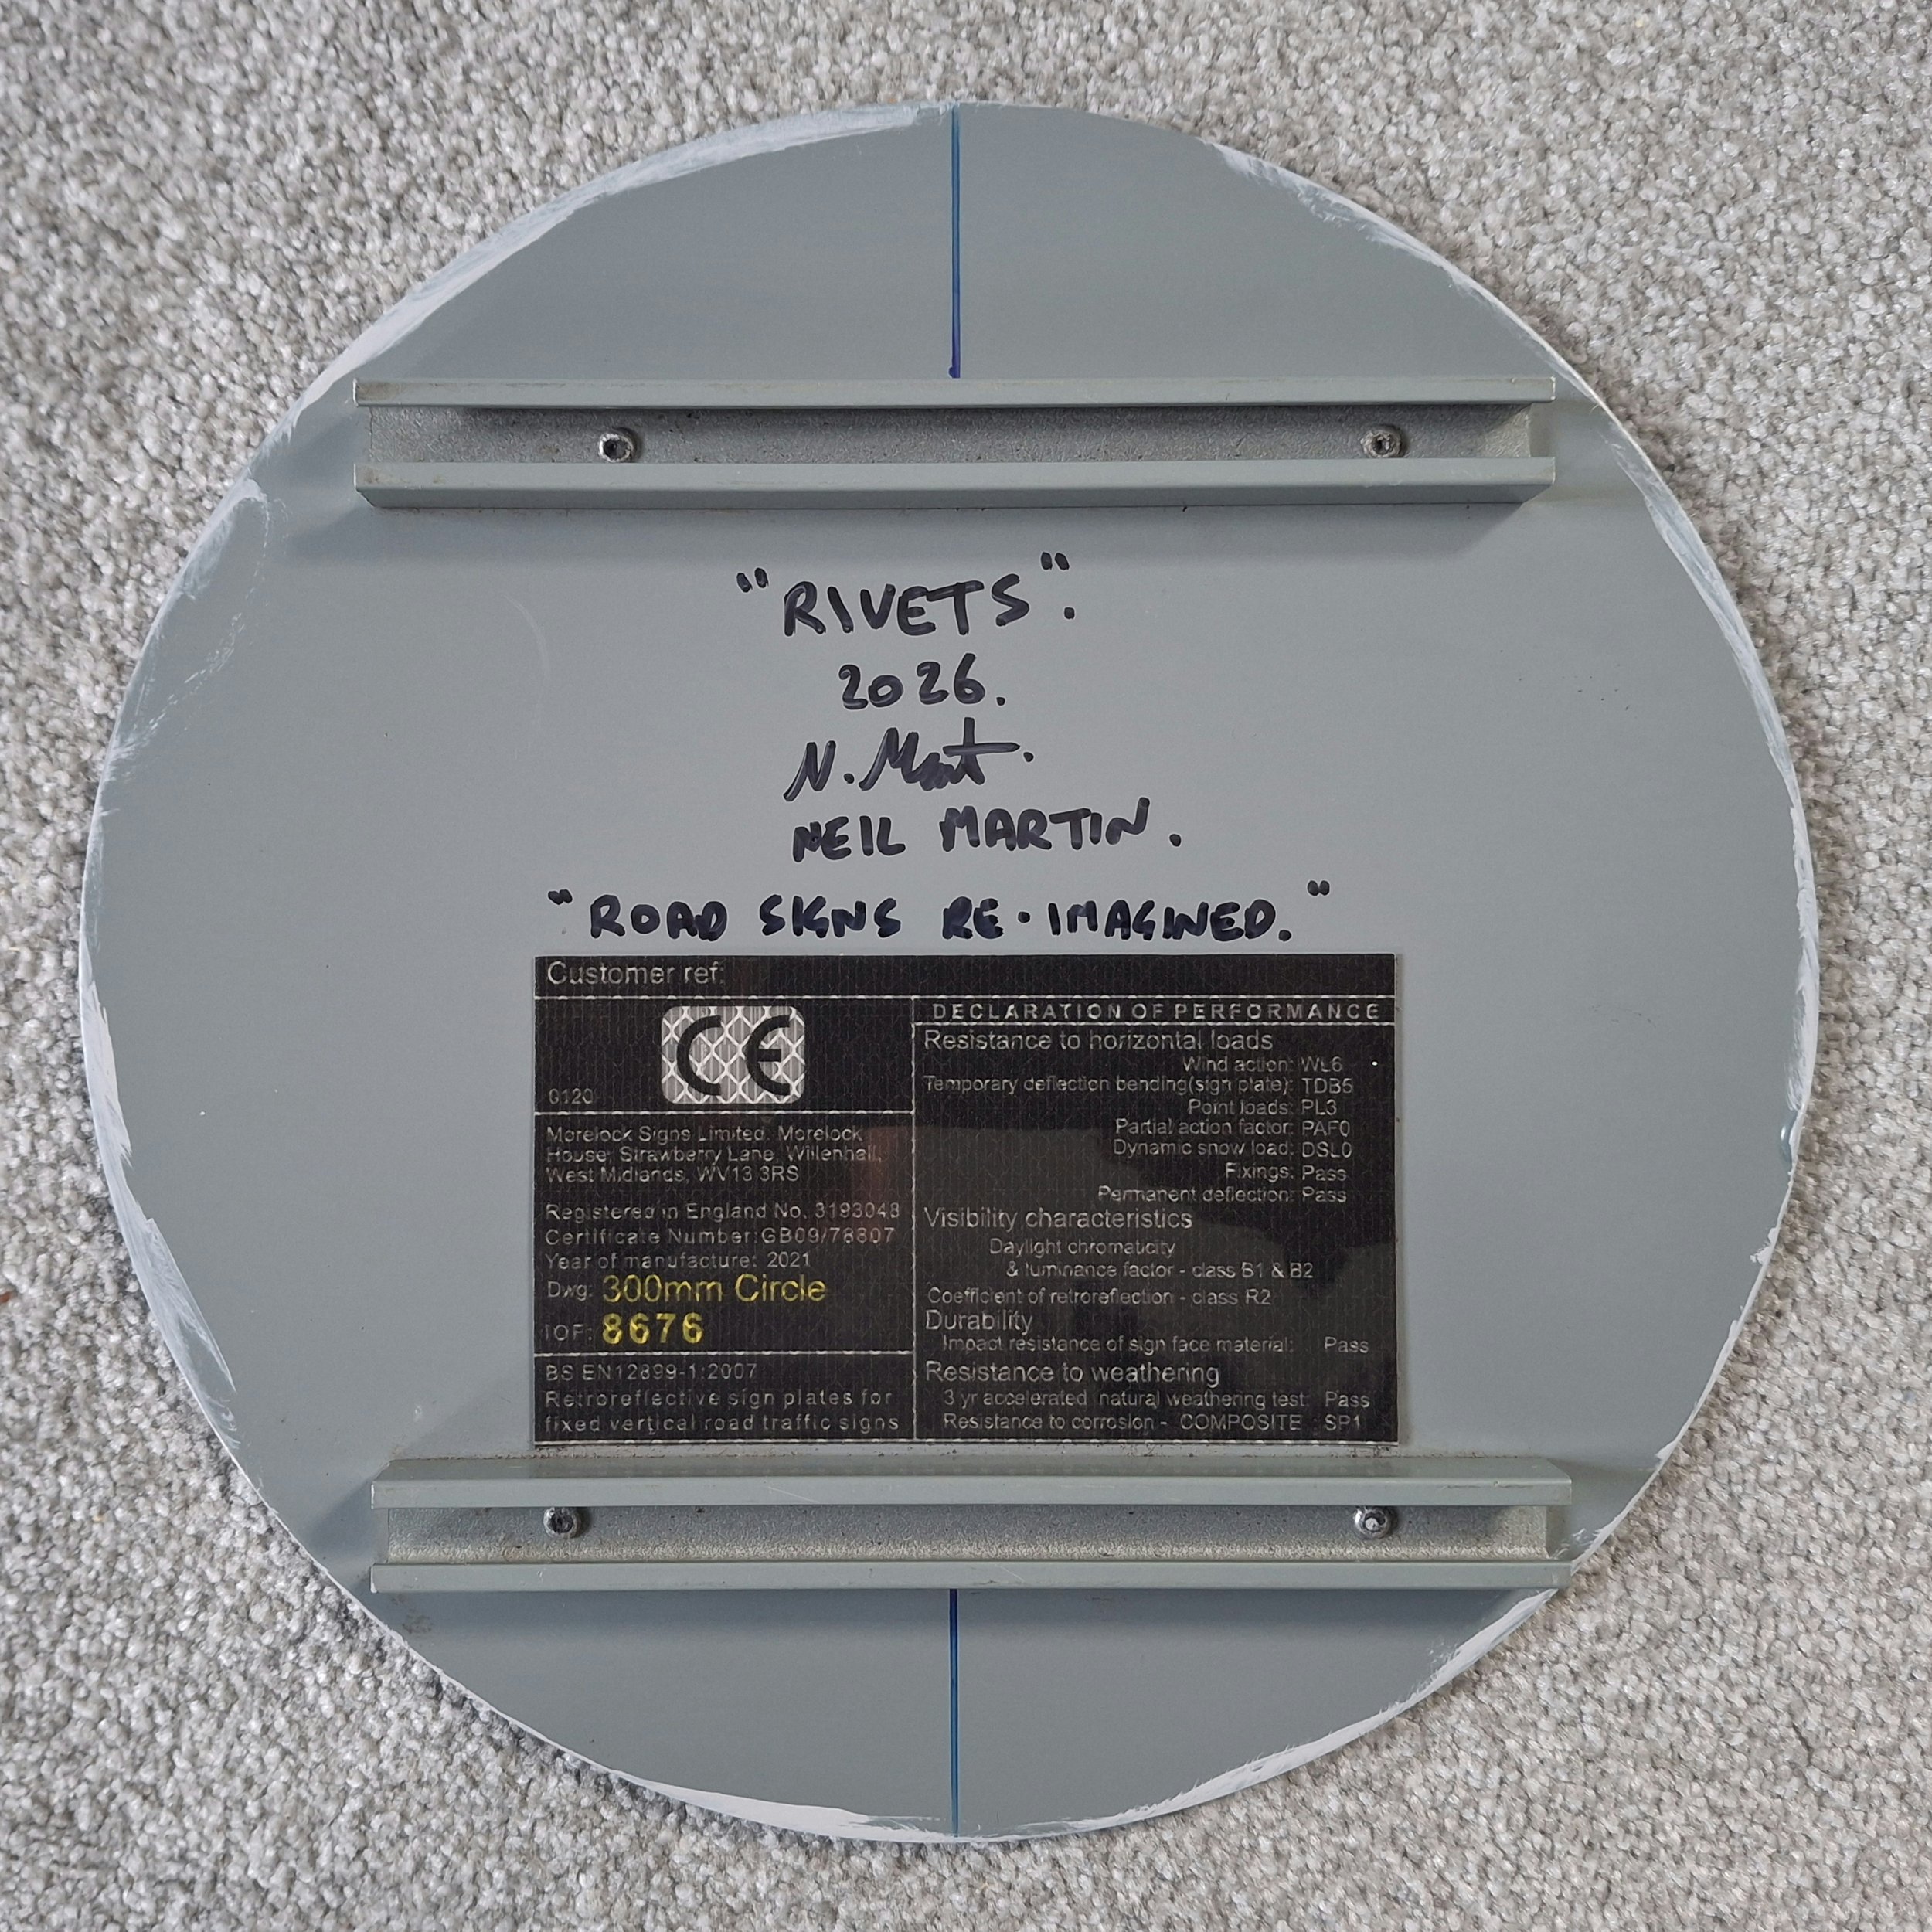 "RIVETS".
2026.
N. Mart.
NEIL MARTIN.
"ROAD SIGNS RE-IMAGINED."
Customer ref:
CE
0120
Morelock Signs Limited. Morelock
House, Strawberry Lane, Willenhall,
West Midlands, WV13 3RS
Registered in England No. 3193043
Certificate Number: GB09/78807
Year of manufacture: 2021
Dwg: 300mm Circle
IOF: 8676
BS EN12899-1:2007
Retroreflective sign plates for
fixed vertical road traffic signs
DECLARATION OF PERFORMANCE
Resistance to horizontal loads
Wind action: WL6
Temporary deflection bending(sign plate): TDB5
Point loads: PL3
Partial action factor: PAF0
Dynamic snow load: DSL0
Fixings: Pass
Permanent deflection: Pass
Visibility characteristics
Daylight chromaticity
& luminance factor - class B1 & B2
Coefficient of retroreflection - class R2
Durability
Impact resistance of sign face material: Pass
Resistance to weathering
3 yr accelerated natural weathering test: Pass
Resistance to corrosion - COMPOSITE : SP1